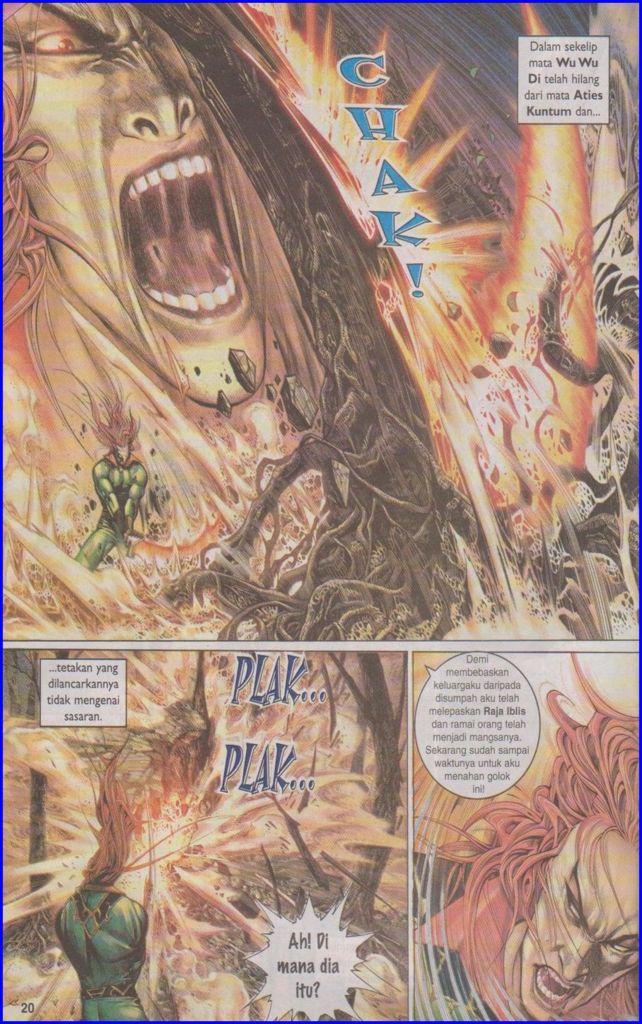 Dalam sekelip
mata Wu Wu
Di telah hilang
dari mata Aties
Kuntum dan...
CHAK!
...tetakan yang
dilancarkannya
tidak mengenai
sasaran.
PLAK...
PLAK...
Ah! Di
mana dia
itu?
Demi
membebaskan
keluargaku daripada
disumpah aku telah
melepaskan Raja Iblis
dan ramai orang telah
menjadi mangsanya.
Sekarang sudah sampai
waktunya untuk aku
menahan golok
ini!
20